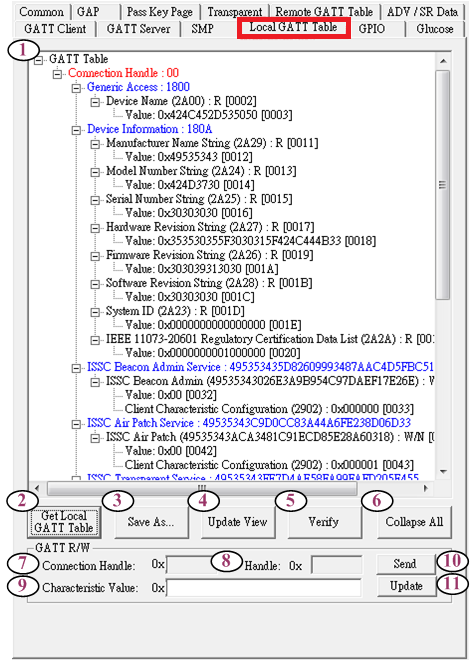 Common GAP Pass Key Page Transparent Remote GATT Table ADV / SR Data
GATT Client GATT Server SMP Local GATT Table GPIO Glucose
1
GATT Table
Connection Handle: 00
Generic Access : 1800
Device Name (2A00) : R [0002]
Value: 0x424C452D535050 [0003]
Device Information : 180A
Manufacturer Name String (2A29) : R [0011]
Value: 0x49535343 [0012]
Model Number String (2A24) : R [0013]
Value: 0x424D3730 [0014]
Serial Number String (2A25) : R [0015]
Value: 0x30303030 [0016]
Hardware Revision String (2A27) : R [0017]
Value: 0x353530355F3030315F424C444B33 [0018]
Firmware Revision String (2A26) : R [0019]
Value: 0x303039313030 [001A]
Software Revision String (2A28) : R [001B]
Value: 0x30303030 [001C]
System ID (2A23) : R [001D]
Value: 0x0000000000000000 [001E]
IEEE 11073-20601 Regulatory Certification Data List (2A2A) : R [00
Value: 0x0000000001000000 [0020]
ISSC Beacon Admin Service : 495353435D82609993487AAC4D5FBC51
ISSC Beacon Admin (49535343026E3A9B954C97DAEF17E26E) : W
Value: 0x00 [0032]
Client Characteristic Configuration (2902) : 0x000000 [0033]
ISSC Air Patch Service : 49535343C9D0CC83A44A6FE238D06D33
ISSC Air Patch (49535343ACA3481C91ECD85E28A60318) : W/N [0
Value: 0x00 [0042]
Client Characteristic Configuration (2902) : 0x000001 [0043]
ISSC Transparent Service : 49535343FE7D4AE58FA99FAFD205E455
2 3 4 5 6
Get Local GATT Table Save As... Update View Verify Collapse All
GATT R/W
7 Connection Handle: 0x 8 Handle: 0x Send 10
9 Characteristic Value: 0x Update 11